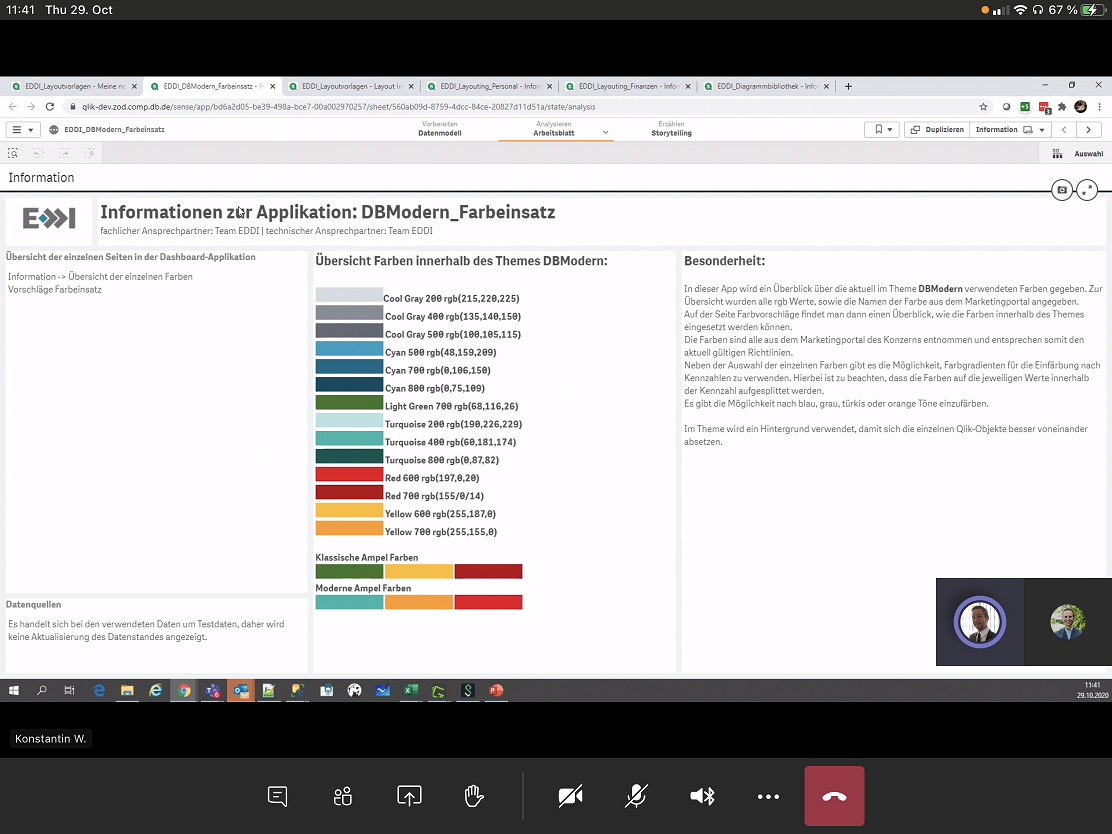 11:41 Thu 29. Oct
67 %
EDDI_Layoutvorlagen - Meine ne
EDDI_DBModern_Farbeinsatz - In
EDDI_Layoutvorlagen - Layout In
EDDI_Layouting_Personal - Infor
EDDI_Layouting_Finanzen - Infor
EDDI_Diagrammbibliothek - Infor
qlik-dev.zod.comp.db.de/sense/app/bd6a2d05-be39-498a-bce7-00a002970257/sheet/560ab09d-8759-4dcc-84ce-20827d11d51a/state/analysis
EDDI_DBModern_Farbeinsatz
Vorbereiten
Datenmodell
Analysieren
Arbeitsblatt
Erzählen
Storytelling
Duplizieren
Information
Auswahl
Information
EDDI
Informationen zur Applikation: DBModern_Farbeinsatz
fachlicher Ansprechpartner: Team EDDI | technischer Ansprechpartner: Team EDDI
Übersicht der einzelnen Seiten in der Dashboard-Applikation
Information -> Übersicht der einzelnen Farben
Vorschläge Farbeinsatz
Datenquellen
Es handelt sich bei den verwendeten Daten um Testdaten, daher wird
keine Aktualisierung des Datenstandes angezeigt.
Übersicht Farben innerhalb des Themes DBModern:
Cool Gray 200 rgb(215,220,225)
Cool Gray 400 rgb(135,140,150)
Cool Gray 500 rgb(100,105,115)
Cyan 500 rgb(48,159,209)
Cyan 700 rgb(0,106,150)
Cyan 800 rgb(0,75,109)
Light Green 700 rgb(68,116,26)
Turquoise 200 rgb(190,226,229)
Turquoise 400 rgb(60,181,174)
Turquoise 800 rgb(0,87,82)
Red 600 rgb(197,0,20)
Red 700 rgb(155/0/14)
Yellow 600 rgb(255,187,0)
Yellow 700 rgb(255,155,0)
Klassische Ampel Farben
Moderne Ampel Farben
Besonderheit:
In dieser App wird ein Überblick über die aktuell im Theme DBModern verwendeten Farben gegeben. Zur
Übersicht wurden alle rgb Werte, sowie die Namen der Farbe aus dem Marketingportal angegeben.
Auf der Seite Farbvorschläge findet man dann einen Überblick, wie die Farben innerhalb des Themes
eingesetzt werden können.
Die Farben sind alle aus dem Marketingportal des Konzerns entnommen und entsprechen somit den
aktuell gültigen Richtlinien.
Neben der Auswahl der einzelnen Farben gibt es die Möglichkeit, Farbgradienten für die Einfärbung nach
Kennzahlen zu verwenden. Hierbei ist zu beachten, dass die Farben auf die jeweiligen Werte innerhalb
der Kennzahl aufgesplittet werden.
Es gibt die Möglichkeit nach blau, grau, türkis oder orange Töne einzufärben.
Im Theme wird ein Hintergrund verwendet, damit sich die einzelnen Qlik-Objekte besser voneinander
absetzen.
11:41
29.10.2020
Konstantin W.